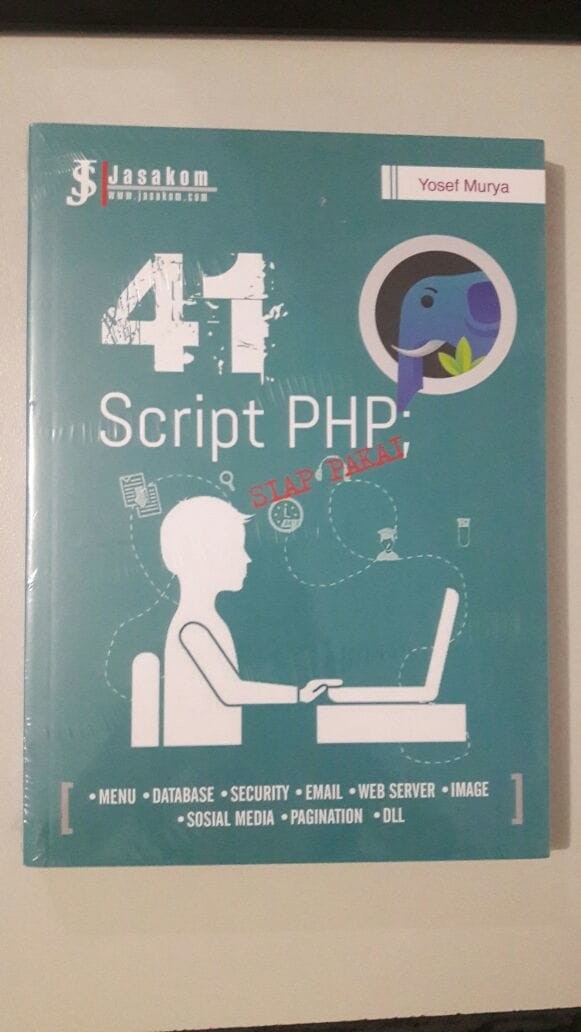 JS Jasakom
www.jasakom.com
Yosef Murya
41
Script PHP;
SIAP PAKAI
[ • MENU • DATABASE • SECURITY • EMAIL • WEB SERVER • IMAGE ]
• SOSIAL MEDIA • PAGINATION • DLL